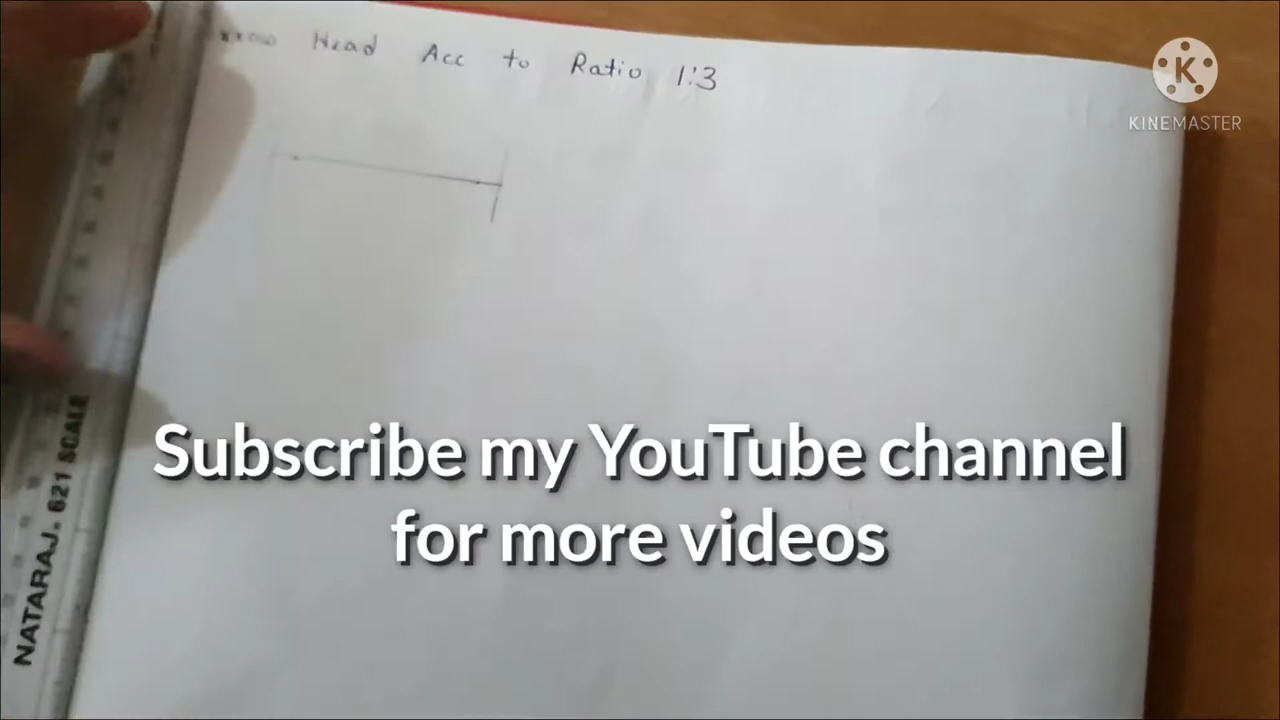 Head Acc to Ratio 1:3
KINEMASTER
Subscribe my YouTube channel
for more videos
NATARAJ. 621 SCALE